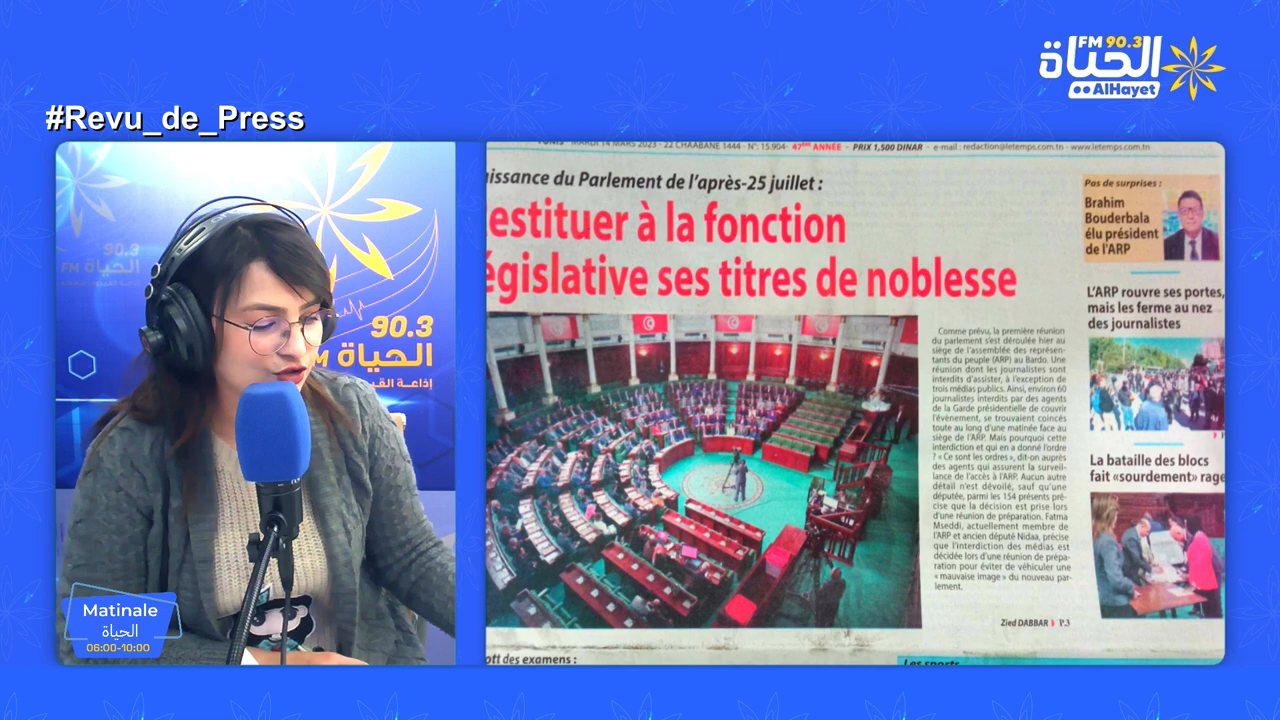 FM 90.3
الحياة
AlHayet
#Revu_de_Press
90.3
الحياة FM
90.3
الحياة
Matinale
الحياة
06:00-10:00
MARDI 14 MARS 2023 - 22 CHAABANE 1444 - N°: 15.904 - 47ème ANNÉE - PRIX 1,500 DINAR - e-mail : redaction@letemps.com.tn - www.letemps.com.tn
issance du Parlement de l'après-25 juillet :
estituer à la fonction
égislative ses titres de noblesse
Comme prévu, la première réunion
du parlement s'est déroulée hier au
siège de l'assemblée des représen-
tants du peuple (ARP) au Bardo. Une
réunion dont les journalistes sont
interdits d'assister, à l'exception de
trois médias publics. Ainsi, environ 60
journalistes interdits par des agents
de la Garde présidentielle de couvrir
l'évènement, se trouvaient coincés
toute au long d'une matinée face au
siège de l'ARP. Mais pourquoi cette
interdiction et qui en a donné l'ordre
? « Ce sont les ordres », dit-on auprès
des agents qui assurent la surveil-
lance de l'accès à l'ARP. Aucun autre
détail n'est dévoilé, sauf qu'une
députée, parmi les 154 présents pré-
cise que la décision est prise lors
d'une réunion de préparation. Fatma
Mseddi, actuellement membre de
l'ARP et ancien député Nidaa, précise
que l'interdiction des médias est
décidée lors d'une réunion de prépa-
ration pour éviter de véhiculer une
« mauvaise image » du nouveau par-
lement.
Zied DABBAR P.3
Pas de surprises :
Brahim
Bouderbala
élu président
de l'ARP
L'ARP rouvre ses portes,
mais les ferme au nez
des journalistes
La bataille des blocs
fait «sourdement» rage
ott des examens :
Les sports